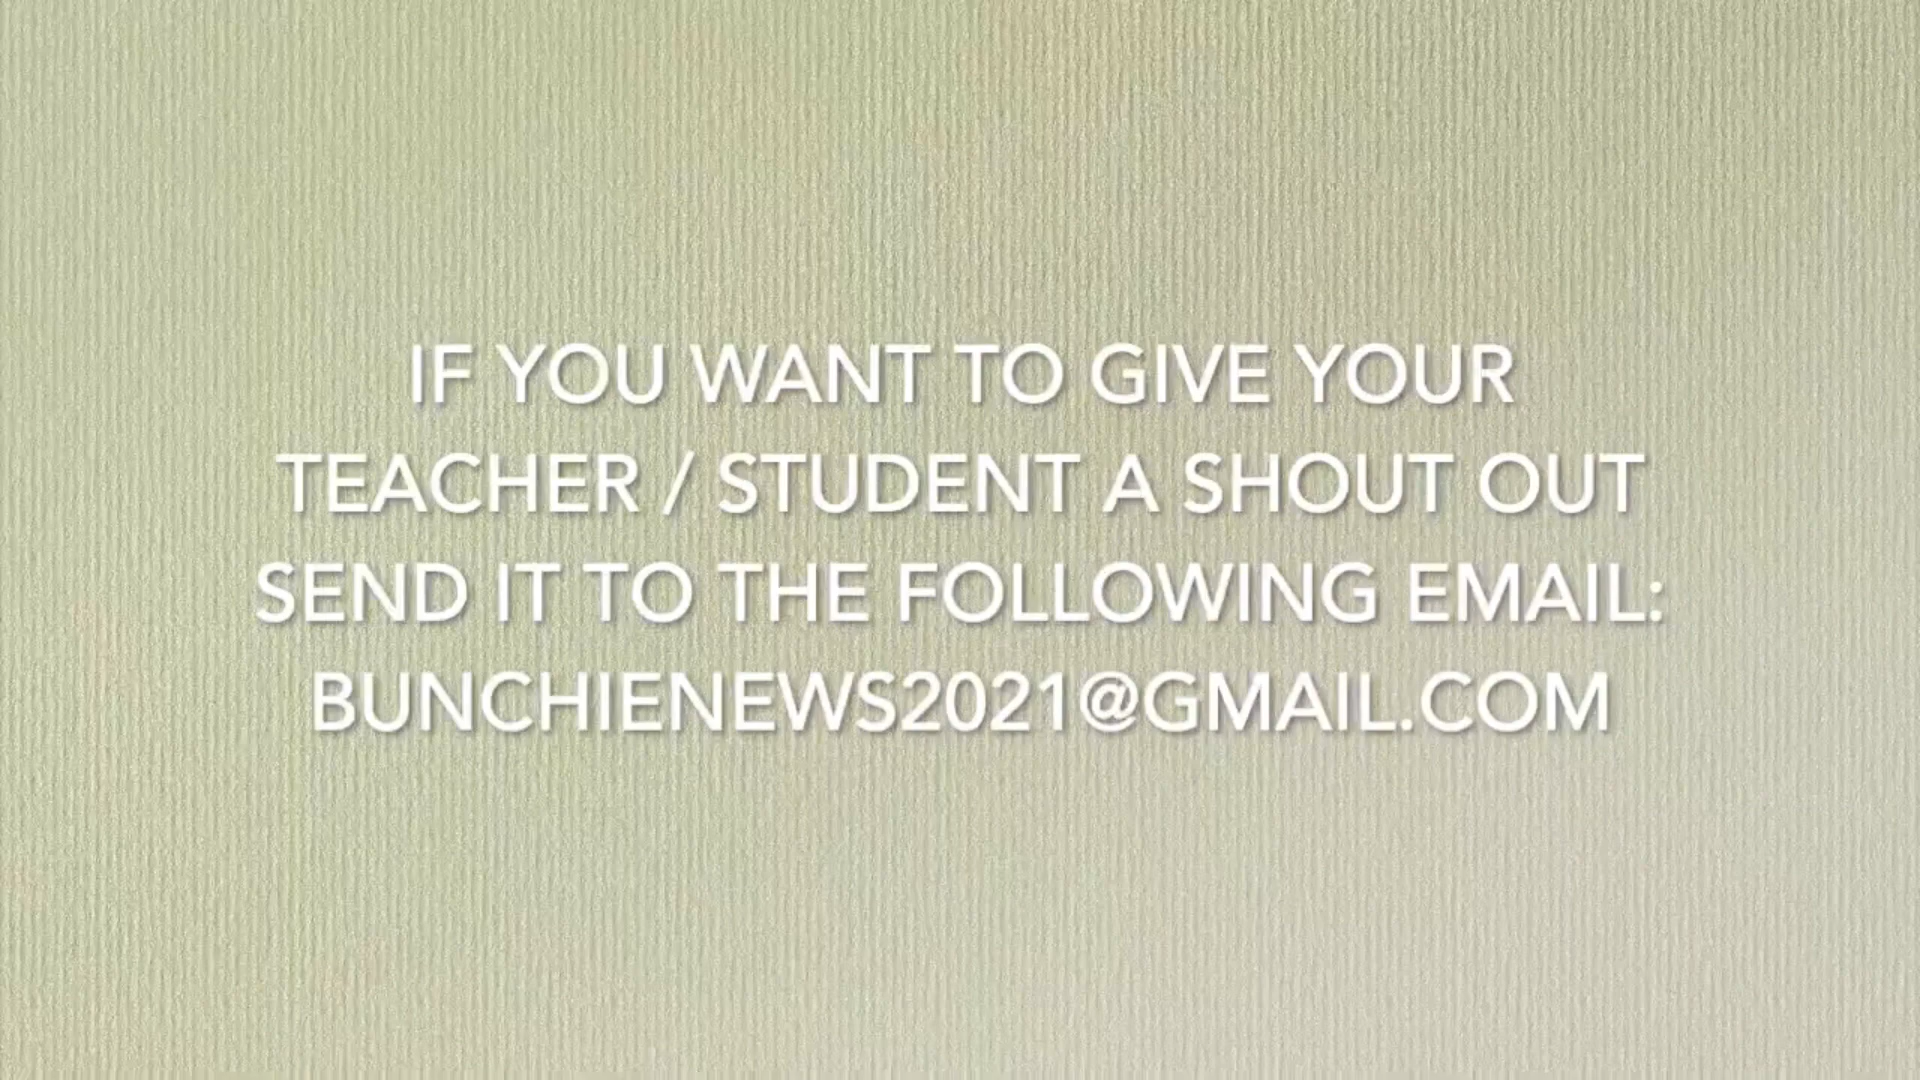 IF YOU WANT TO GIVE YOUR
TEACHER / STUDENT A SHOUT OUT
SEND IT TO THE FOLLOWING EMAIL:
BUNCHIENEWS2021@GMAIL.COM